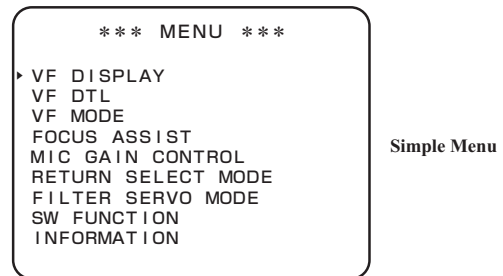 *** MENU ***
VF DISPLAY
VF DTL
VF MODE
FOCUS ASSIST
MIC GAIN CONTROL
RETURN SELECT MODE
FILTER SERVO MODE
SW FUNCTION
INFORMATION
Simple Menu